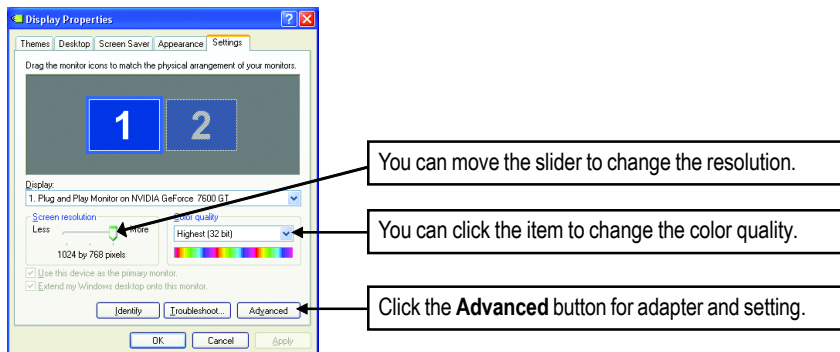 Display Properties
Themes Desktop Screen Saver Appearance Settings
Drag the monitor icons to match the physical arrangement of your monitors.
1 2
Display:
1. Plug and Play Monitor on NVIDIA GeForce 7600 GT
Screen resolution
Less More
1024 by 768 pixels
Color quality
Highest (32 bit)
Use this device as the primary monitor.
Extend my Windows desktop onto this monitor.
Identify Troubleshoot... Advanced
OK Cancel Apply
You can move the slider to change the resolution.
You can click the item to change the color quality.
Click the Advanced button for adapter and setting.